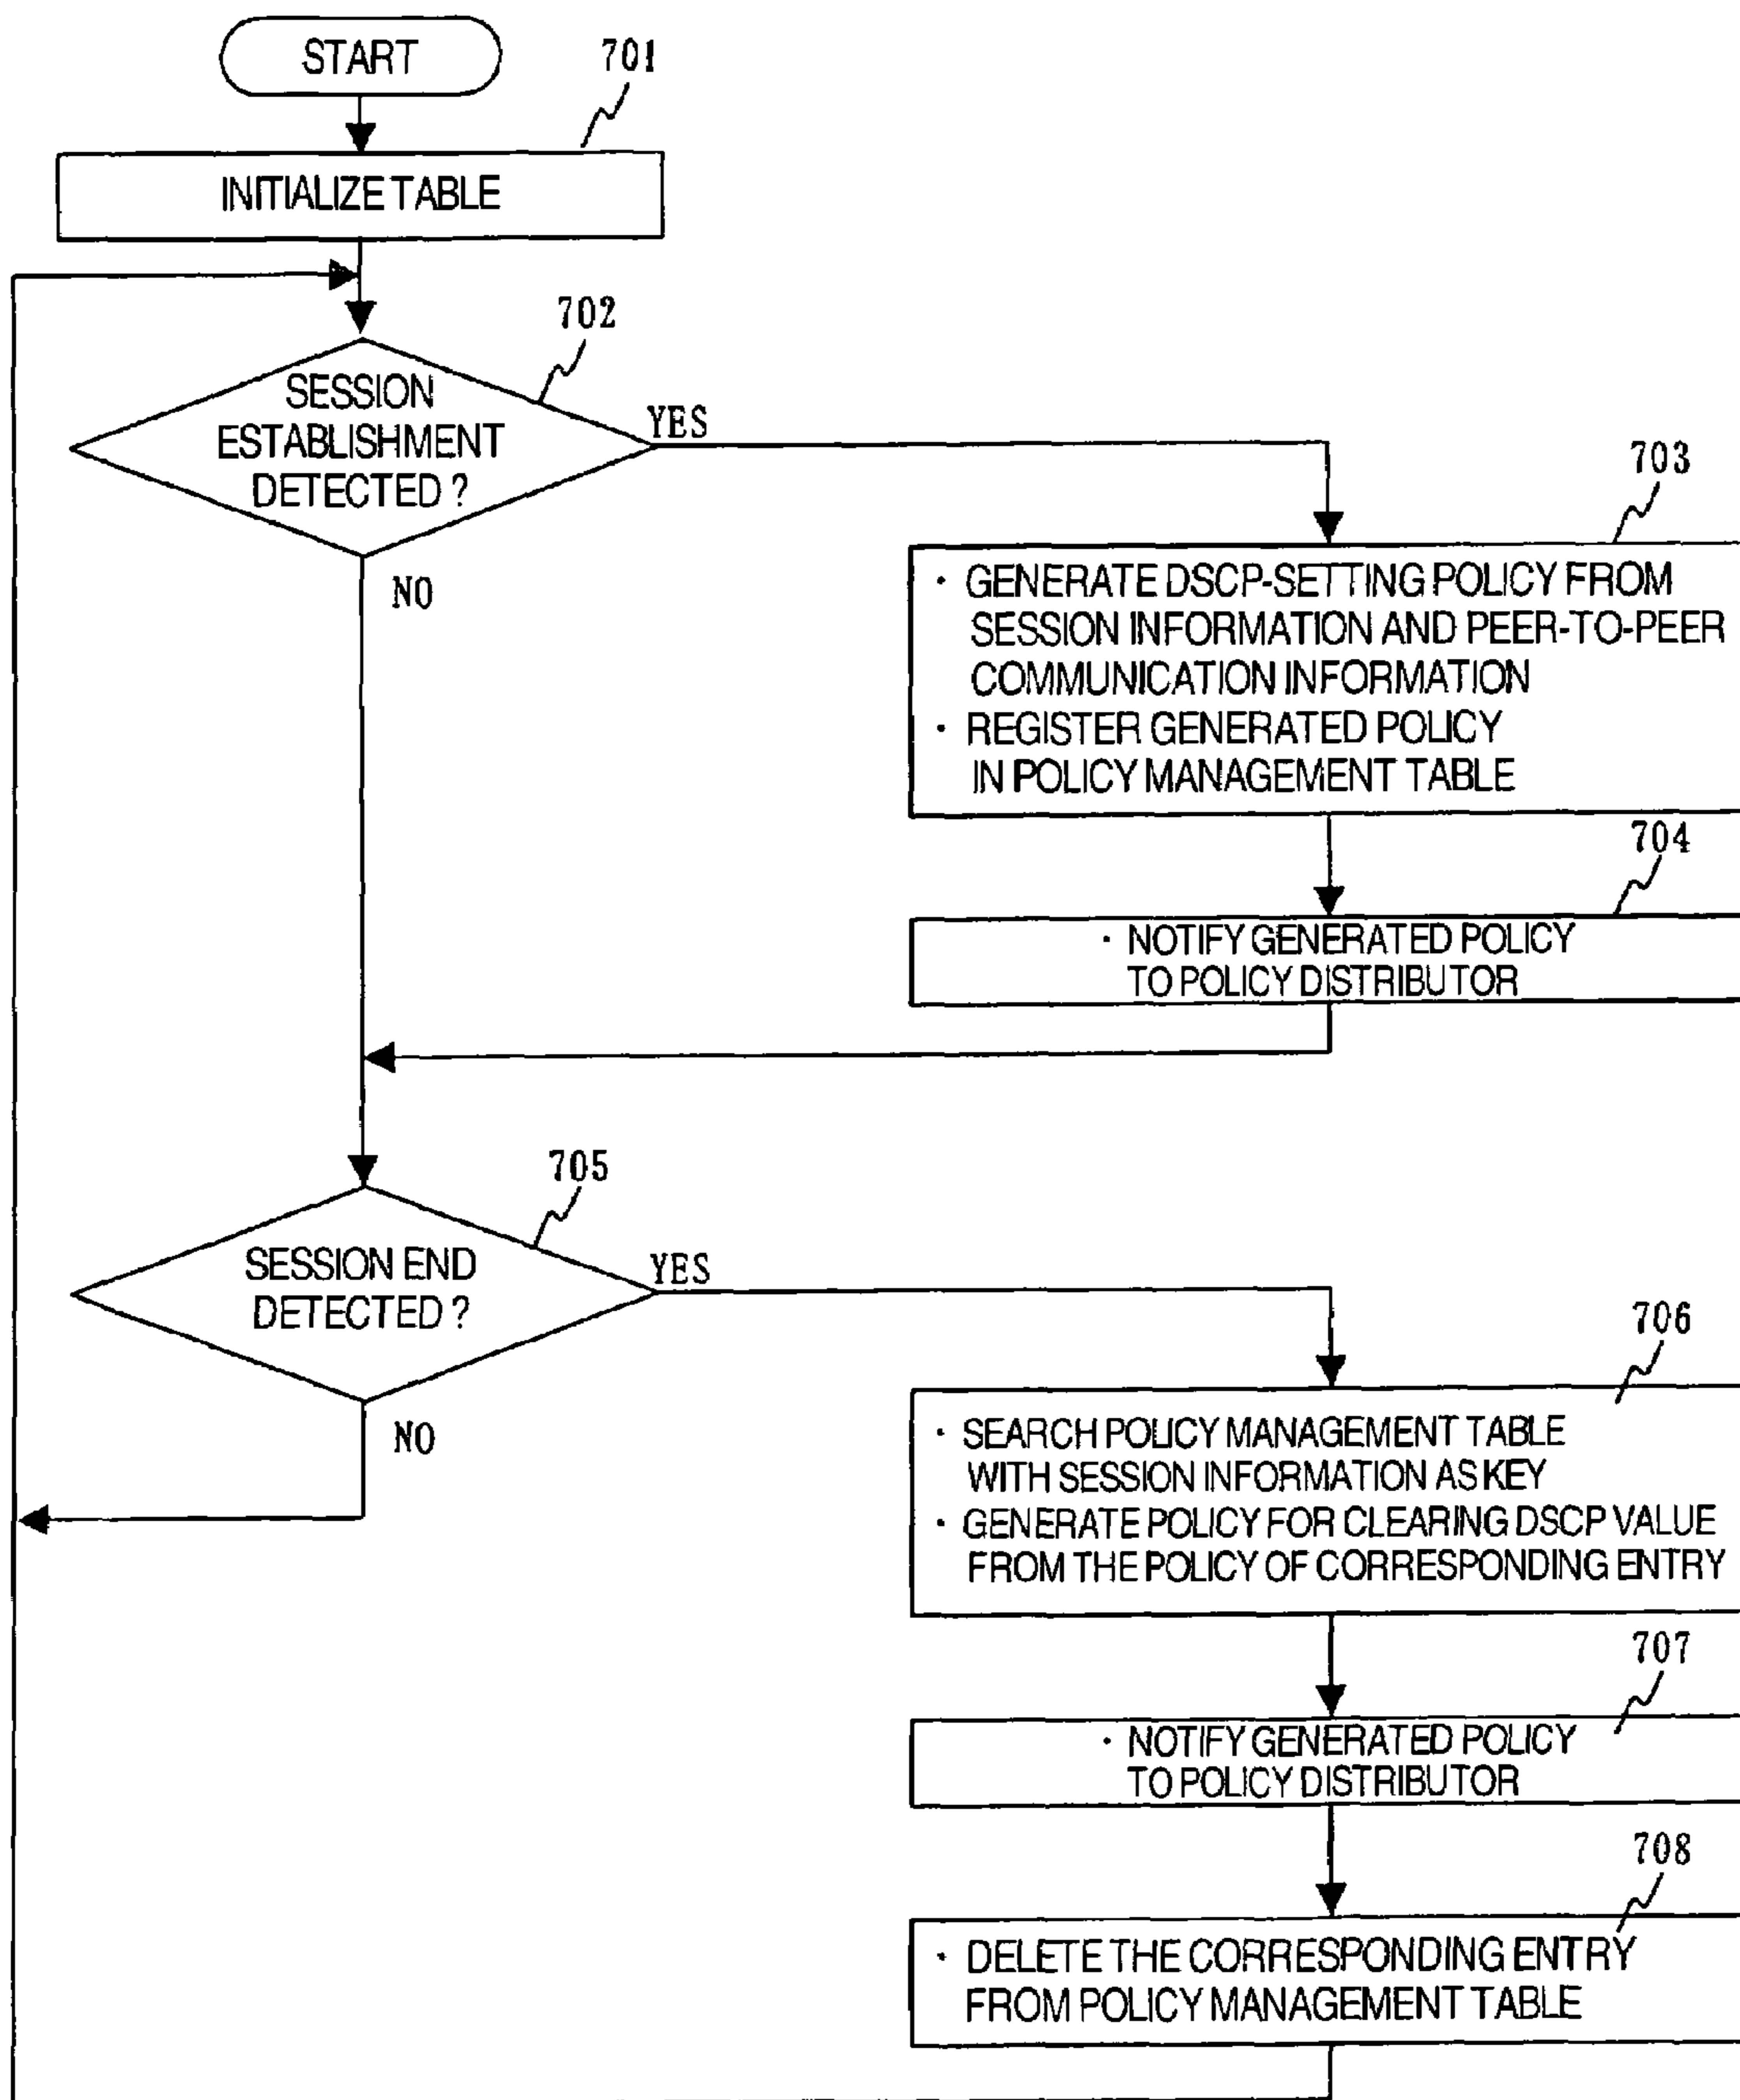 START
701
INITIALIZE TABLE
702
SESSION
ESTABLISHMENT
DETECTED ?
YES
NO
703
· GENERATE DSCP-SETTING POLICY FROM
SESSION INFORMATION AND PEER-TO-PEER
COMMUNICATION INFORMATION
· REGISTER GENERATED POLICY
IN POLICY MANAGEMENT TABLE
704
· NOTIFY GENERATED POLICY
TO POLICY DISTRIBUTOR
705
SESSION END
DETECTED ?
YES
NO
706
· SEARCH POLICY MANAGEMENT TABLE
WITH SESSION INFORMATION AS KEY
· GENERATE POLICY FOR CLEARING DSCP VALUE
FROM THE POLICY OF CORRESPONDING ENTRY
707
· NOTIFY GENERATED POLICY
TO POLICY DISTRIBUTOR
708
· DELETE THE CORRESPONDING ENTRY
FROM POLICY MANAGEMENT TABLE